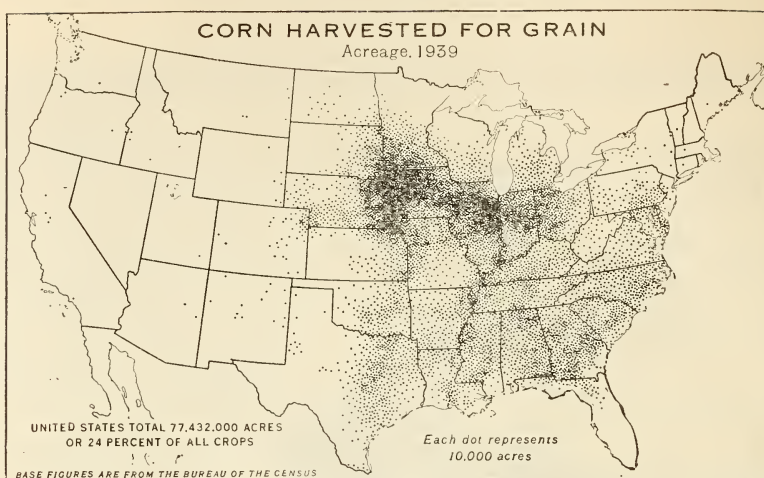 CORN HARVESTED FOR GRAIN
Acreage, 1939
UNITED STATES TOTAL 77,432,000 ACRES
OR 24 PERCENT OF ALL CROPS
Each dot represents
10,000 acres
BASE FIGURES ARE FROM THE BUREAU OF THE CENSUS